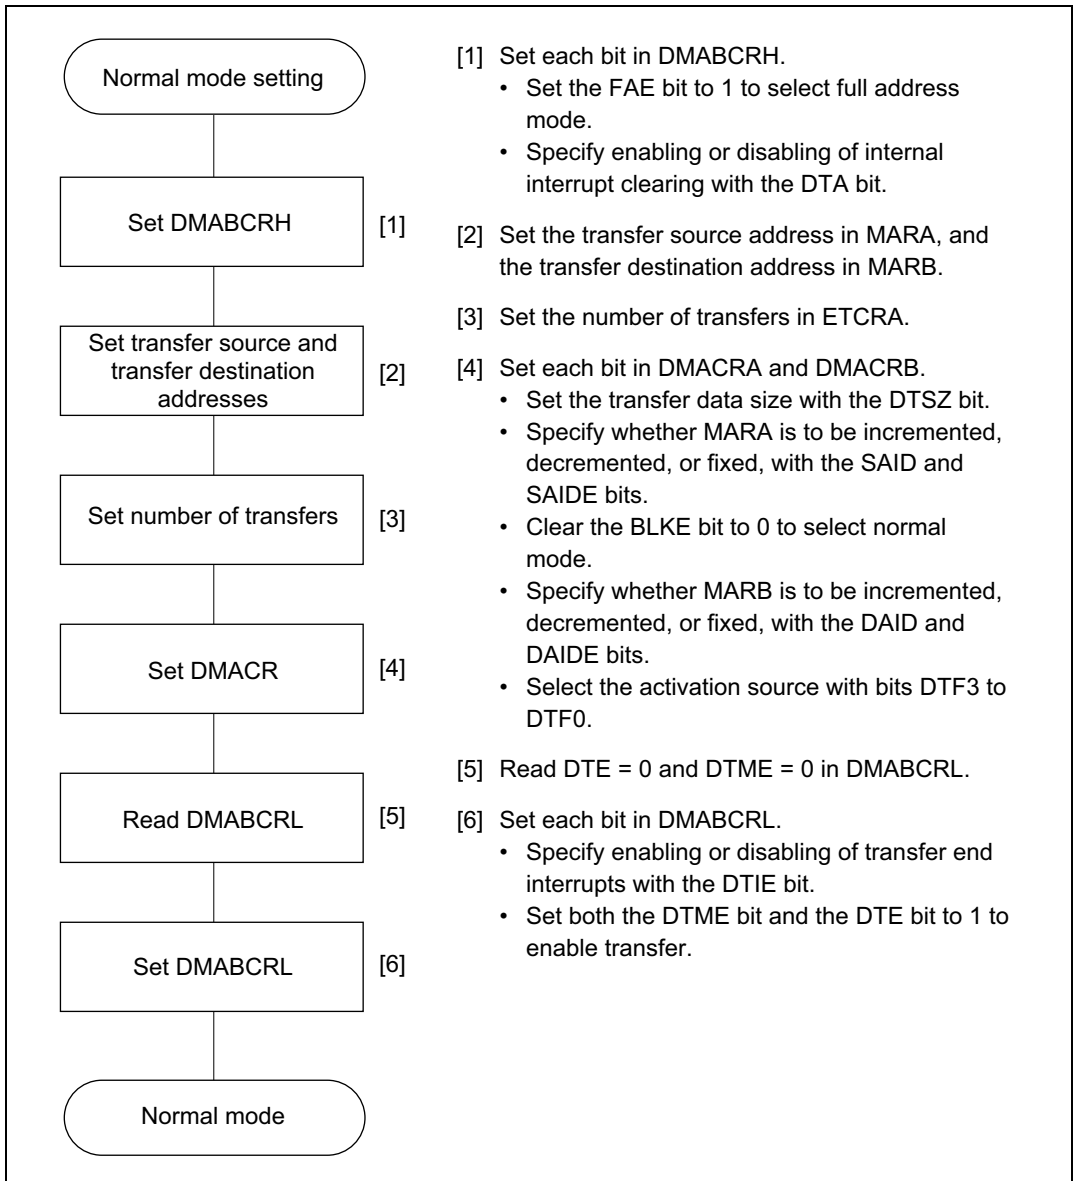 Normal mode setting
Set DMABCRH
[1]
Set transfer source and
transfer destination
addresses
[2]
Set number of transfers
[3]
Set DMACR
[4]
Read DMABCRL
[5]
Set DMABCRL
[6]
Normal mode
[1] Set each bit in DMABCRH.
• Set the FAE bit to 1 to select full address
mode.
• Specify enabling or disabling of internal
interrupt clearing with the DTA bit.
[2] Set the transfer source address in MARA, and
the transfer destination address in MARB.
[3] Set the number of transfers in ETCRA.
[4] Set each bit in DMACRA and DMACRB.
• Set the transfer data size with the DTSZ bit.
• Specify whether MARA is to be incremented,
decremented, or fixed, with the SAID and
SAIDE bits.
• Clear the BLKE bit to 0 to select normal
mode.
• Specify whether MARB is to be incremented,
decremented, or fixed, with the DAID and
DAIDE bits.
• Select the activation source with bits DTF3 to
DTF0.
[5] Read DTE = 0 and DTME = 0 in DMABCRL.
[6] Set each bit in DMABCRL.
• Specify enabling or disabling of transfer end
interrupts with the DTIE bit.
• Set both the DTME bit and the DTE bit to 1 to
enable transfer.